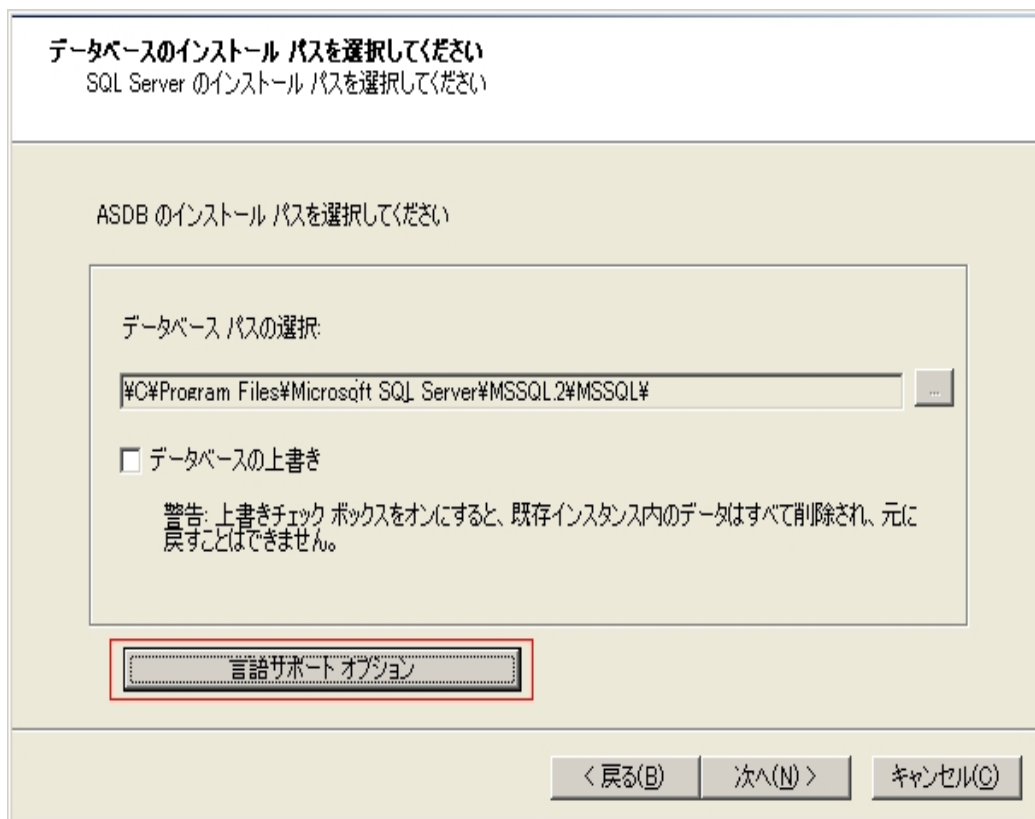 データベースのインストール パスを選択してください
SQL Server のインストール パスを選択してください
ASDB のインストール パスを選択してください
データベース パスの選択:
¥C¥Program Files¥Microsoft SQL Server¥MSSQL.2¥MSSQL¥
...
データベースの上書き
警告: 上書きチェック ボックスをオンにすると、既存インスタンス内のデータはすべて削除され、元に
戻すことはできません。
言語サポート オプション
< 戻る(B)
次へ(N) >
キャンセル(C)